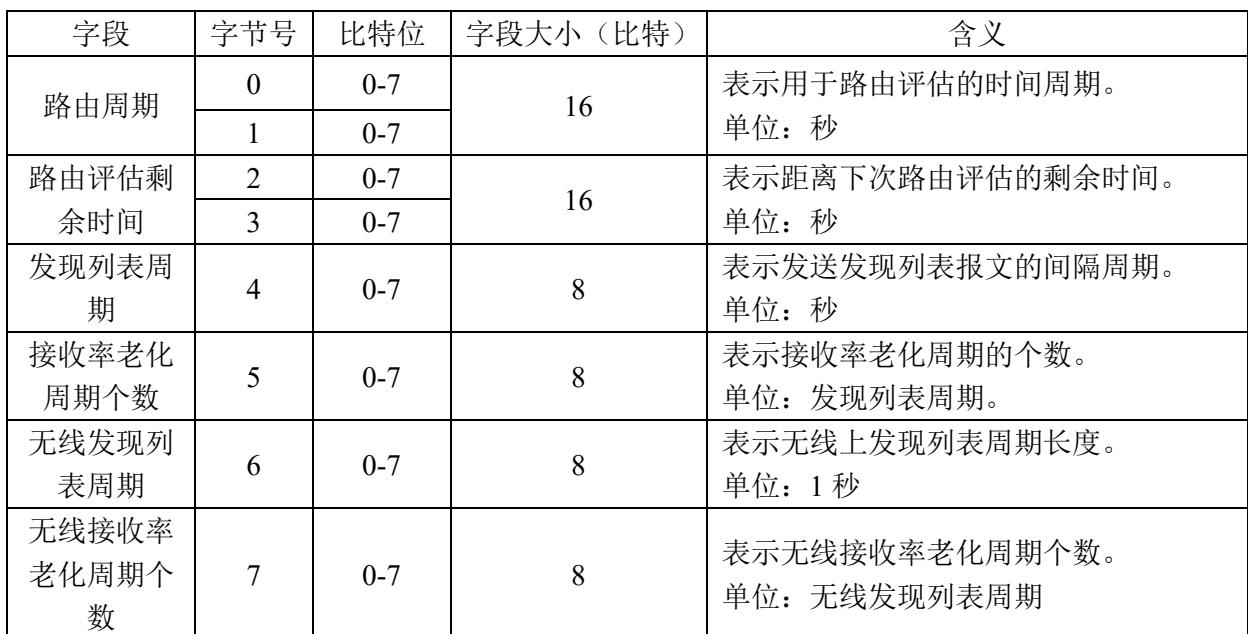 字段 字节号 比特位 字段大小（比特） 含义
路由周期 0 0-7 16 表示用于路由评估的时间周期。
1 0-7 单位：秒
路由评估剩 2 0-7 16 表示距离下次路由评估的剩余时间。
余时间 3 0-7 单位：秒
发现列表周 4 0-7 8 表示发送发现列表报文的间隔周期。
期 单位：秒
接收率老化 5 0-7 8 表示接收率老化周期的个数。
周期个数 单位：发现列表周期。
无线发现列 6 0-7 8 表示无线上发现列表周期长度。
表周期 单位：1 秒
无线接收率 表示无线接收率老化周期个数。
老化周期个 7 0-7 8 单位：无线发现列表周期
数